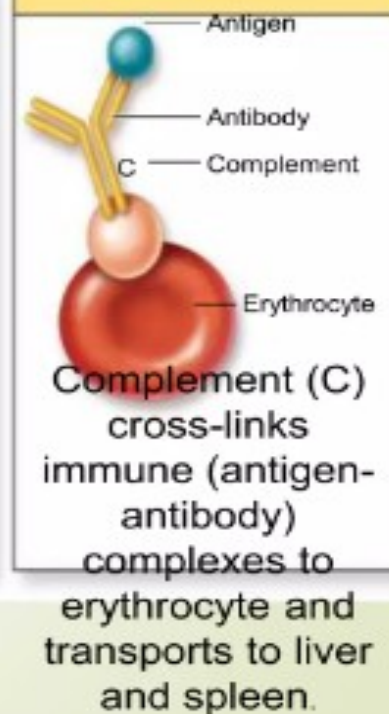 Antigen
Antibody
C
Complement
Erythrocyte
Complement (C)
cross-links
immune (antigen-
antibody)
complexes to
erythrocyte and
transports to liver
and spleen.